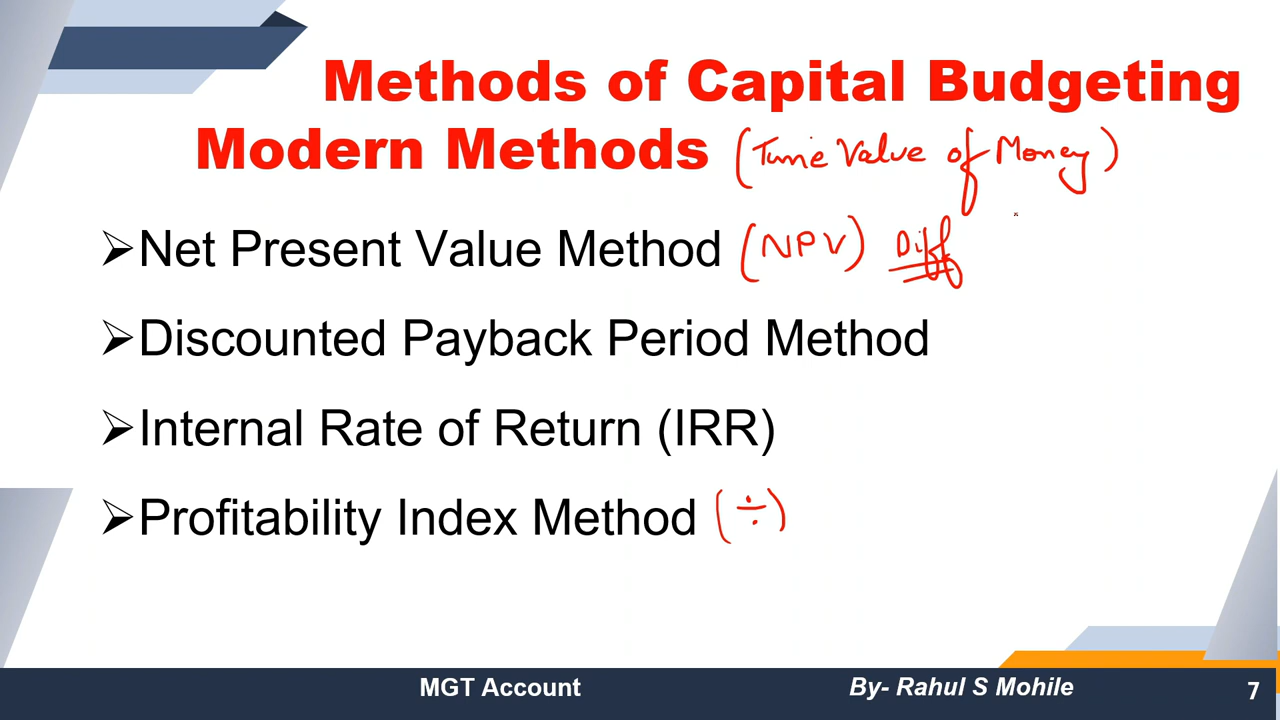 Methods of Capital Budgeting
Modern Methods (Time Value of Money)
➢Net Present Value Method (NPV) Diff
➢Discounted Payback Period Method
➢Internal Rate of Return (IRR)
➢Profitability Index Method (÷)
MGT Account By- Rahul S Mohile 7